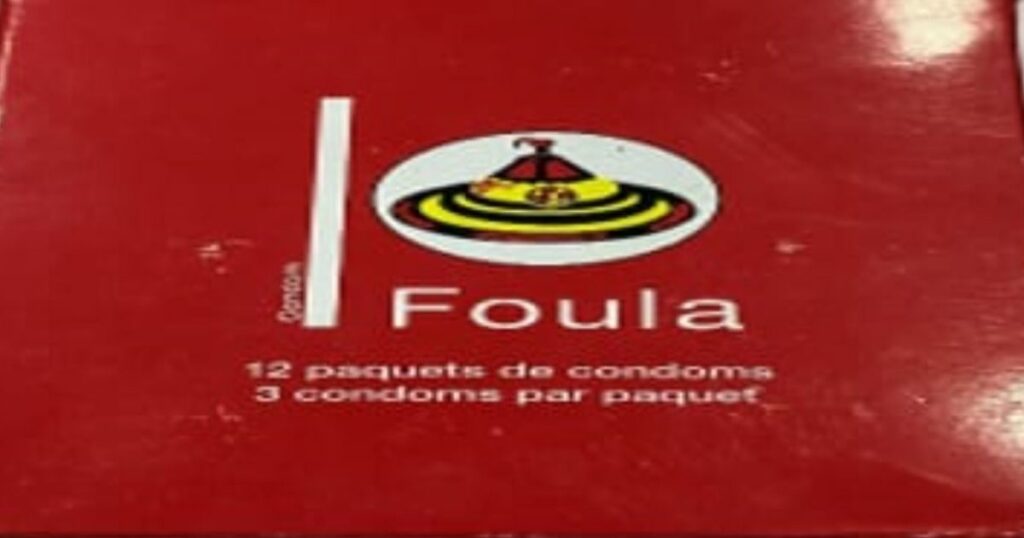 Condom
Foula
12 paquets de condoms
3 condoms par paquet